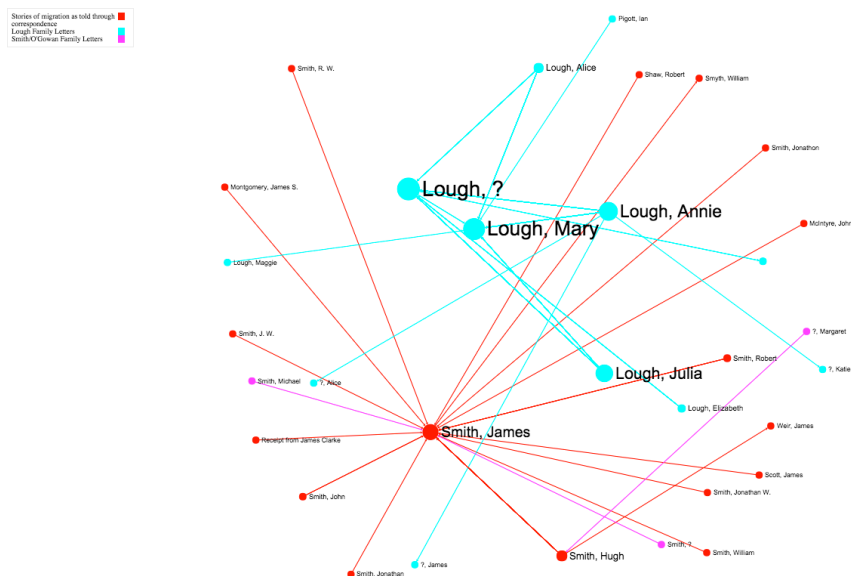 Stories of migration as told through
correspondence
Lough Family Letters
Smith/O'Gowan Family Letters
Pigott, Ian
Smith, R. W.
Lough, Alice
Shaw, Robert
Smyth, William
Smith, Jonathon
Montgomery, James S.
Lough, ?
Lough, Annie
Lough, Mary
McIntyre, John
Lough, Maggie
?, Margaret
Smith, J. W.
Smith, Robert
?, Katie
Lough, Julia
Smith, Michael
?, Alice
Lough, Elizabeth
Weir, James
Smith, James
Receipt from James Clarke
Scott, James
Smith, Jonathan W.
Smith, John
Smith, ?
Smith, William
Smith, Hugh
?, James
Smith, Jonathan